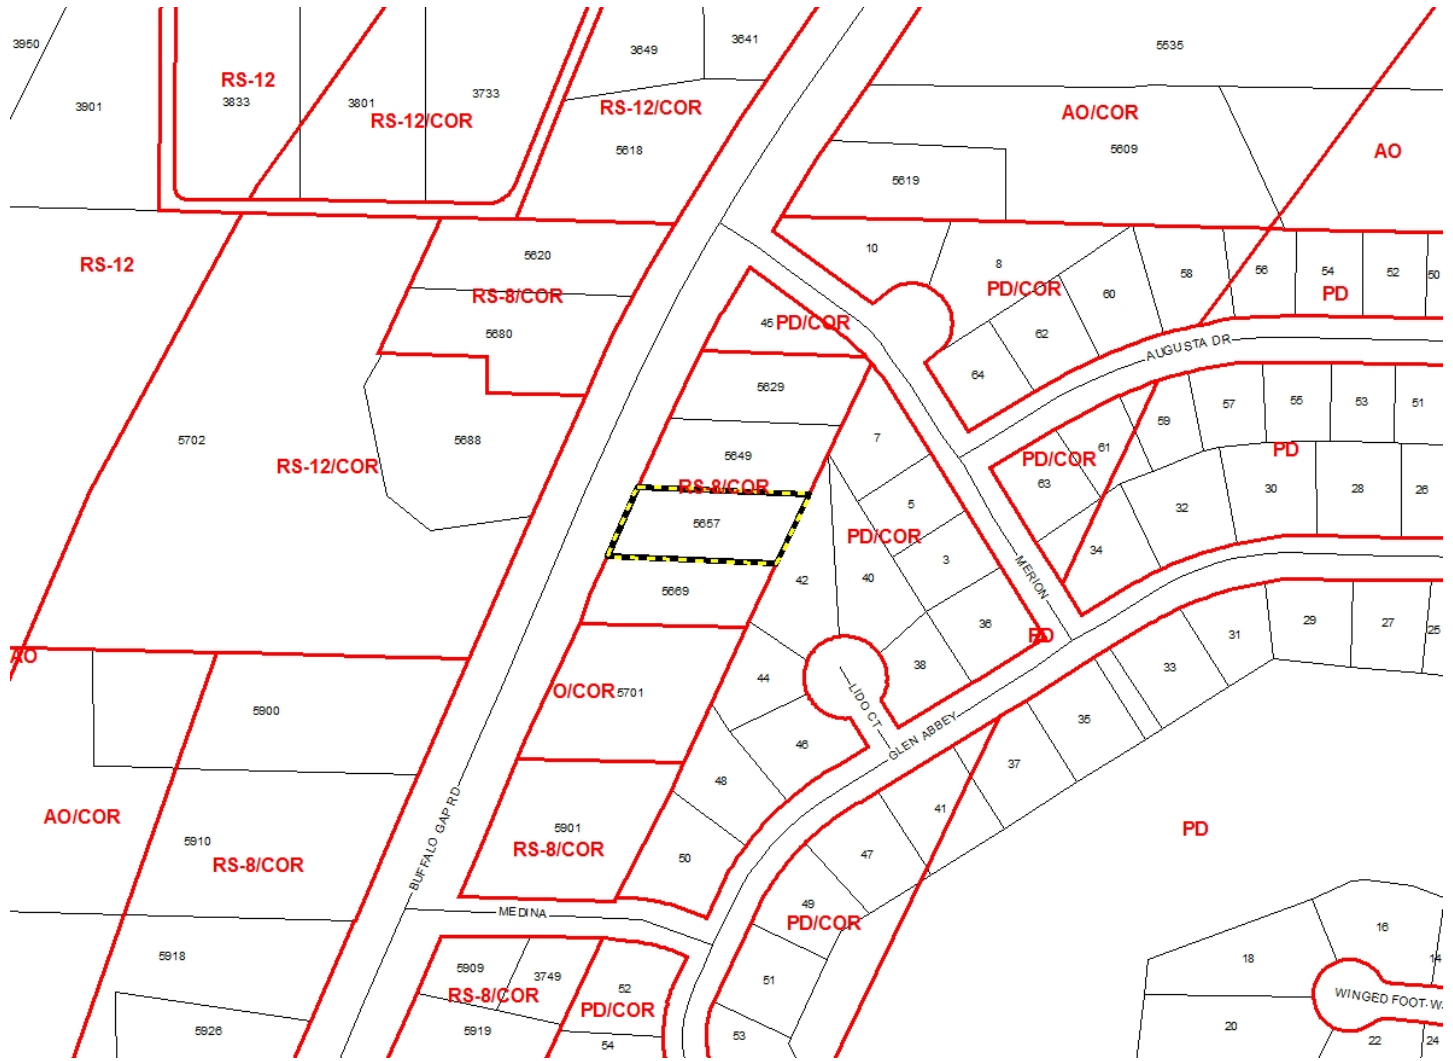 3950
3649
3641
5535
RS-12
3833
3801
3733
3901
RS-12/COR
RS-12/COR
AO/COR
5618
5609
AO
5619
10
8
RS-12
5620
58
56
54
52
50
RS-8/COR
PD/COR
60
PD
45
PD/COR
5680
62
AUGUSTA DR
64
5629
57
55
53
51
59
7
5702
5688
5649
61
PD
RS-12/COR
PD/COR
63
RS-8/COR
30
28
26
5
32
5657
PD/COR
34
3
MERION
42
40
5669
36
PD
29
27
25
31
AO
38
33
44
O/COR
5701
LIDO CT
5900
35
GLEN ABBEY
46
37
48
BUFFALO GAP RD
41
AO/COR
5901
PD
5910
RS-8/COR
RS-8/COR
50
47
49
MEDINA
PD/COR
16
5918
18
14
5909
3749
51
52
RS-8/COR
PD/COR
WINGED FOOT W
20
5926
5919
54
53
22
24